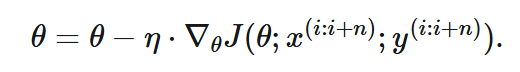 θ = θ − η · ∇_θ J(θ; x^{(i:i+n)}; y^{(i:i+n)}).